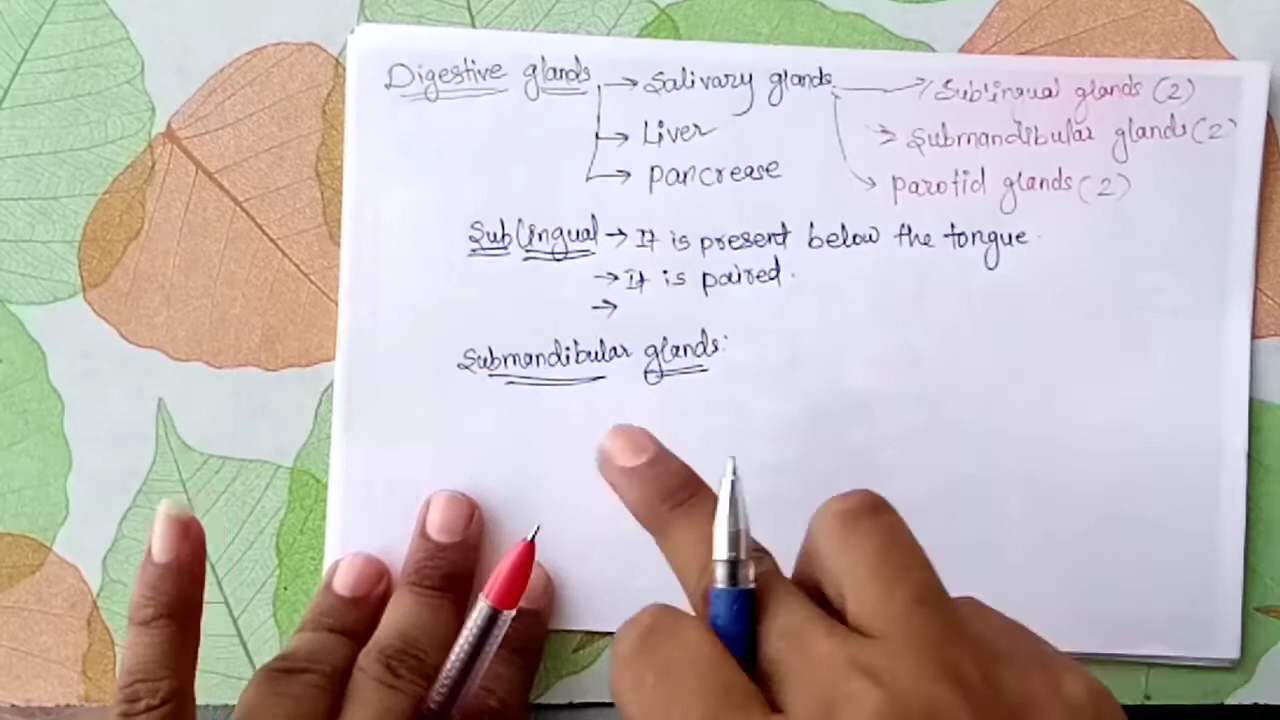 Digestive glands → Salivary glands → Sublingual glands (2)
→ Liver → Submandibular glands (2)
→ Pancrease → Parotid glands (2)
Sublingual → It is present below the tongue.
→ It is paired.
→
Submandibular glands: